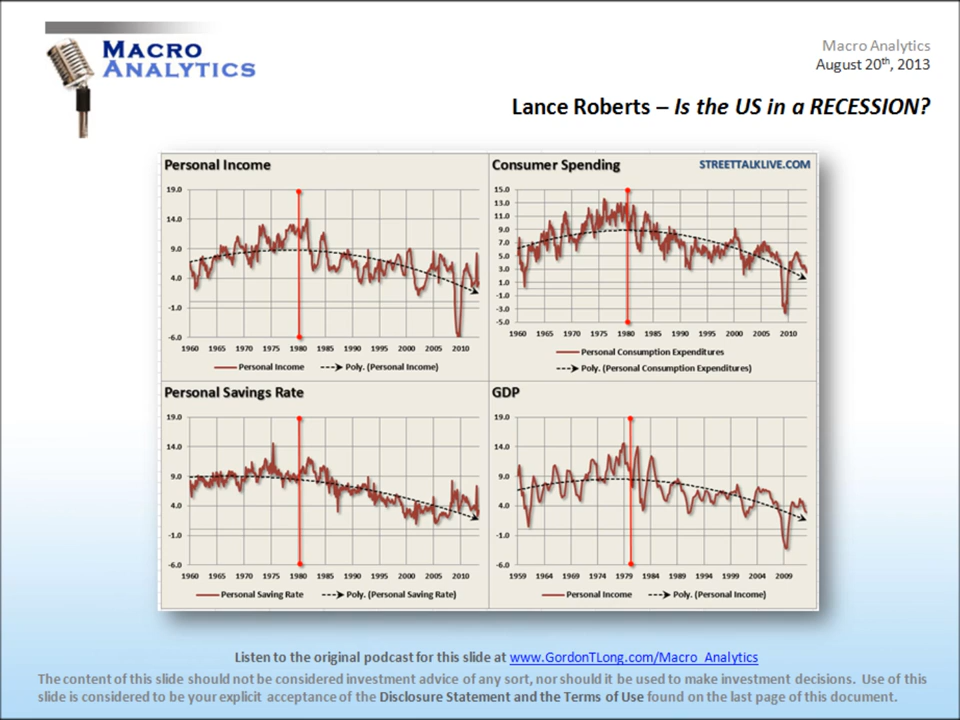 MACRO
ANALYTICS
Macro Analytics
August 20th, 2013
Lance Roberts – Is the US in a RECESSION?
Personal Income
19.0
14.0
9.0
4.0
-1.0
-6.0
1960 1965 1970 1975 1980 1985 1990 1995 2000 2005 2010
Personal Income Poly. (Personal Income)
Consumer Spending STREETTALKLIVE.COM
15.0
13.0
11.0
9.0
7.0
5.0
3.0
1.0
-1.0
-3.0
-5.0
1960 1965 1970 1975 1980 1985 1990 1995 2000 2005 2010
Personal Consumption Expenditures
Poly. (Personal Consumption Expenditures)
Personal Savings Rate
19.0
14.0
9.0
4.0
-1.0
-6.0
1960 1965 1970 1975 1980 1985 1990 1995 2000 2005 2010
Personal Saving Rate Poly. (Personal Saving Rate)
GDP
19.0
14.0
9.0
4.0
-1.0
-6.0
1959 1964 1969 1974 1979 1984 1989 1994 1999 2004 2009
Personal Income Poly. (Personal Income)
Listen to the original podcast for this slide at www.GordonTLong.com/Macro_Analytics
The content of this slide should not be considered investment advice of any sort, nor should it be used to make investment decisions. Use of this
slide is considered to be your explicit acceptance of the Disclosure Statement and the Terms of Use found on the last page of this document.